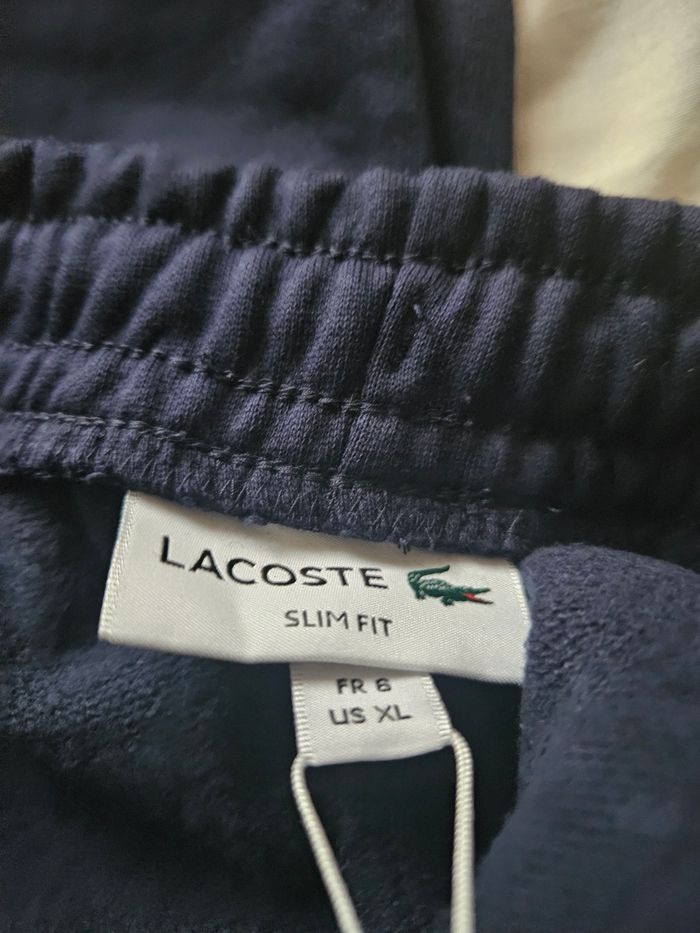 LACOSTE
SLIM FIT
FR 6
US XL